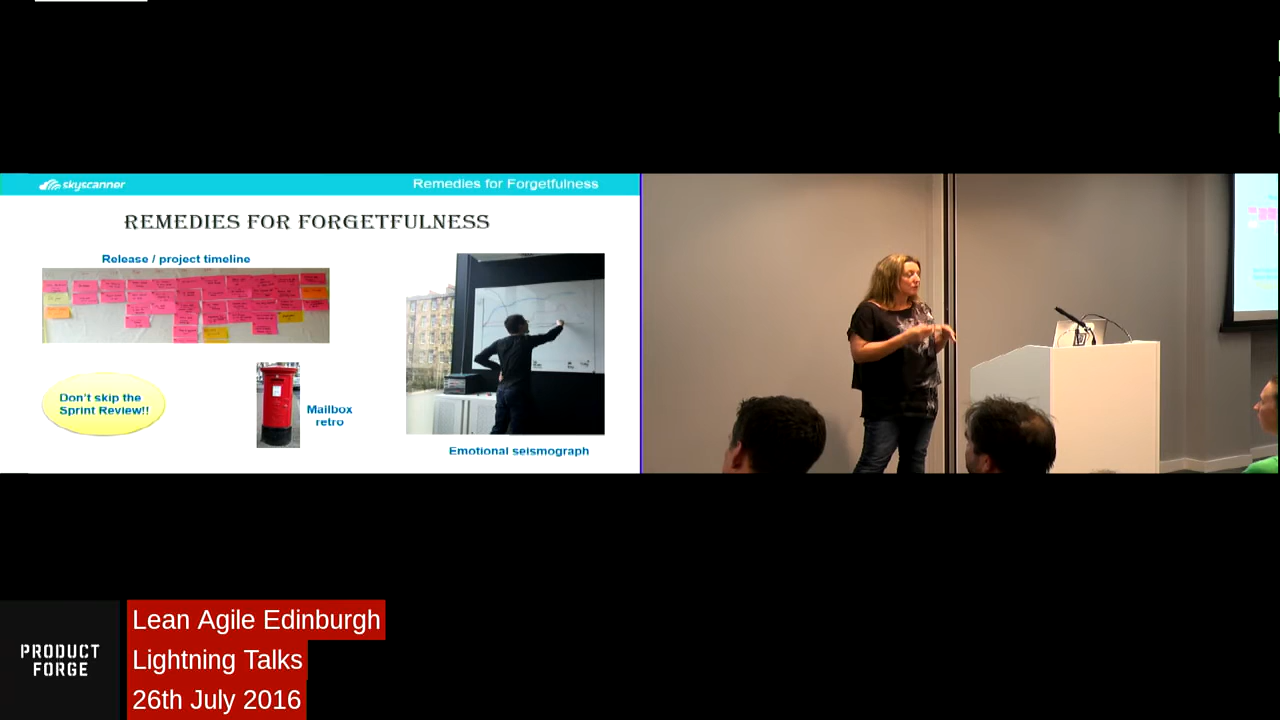 skyscanner
Remedies for Forgetfulness
REMEDIES FOR FORGETFULNESS
Release / project timeline
Don't skip the
Sprint Review!!
Mailbox
retro
Emotional seismograph
PRODUCT
FORGE
Lean Agile Edinburgh
Lightning Talks
26th July 2016